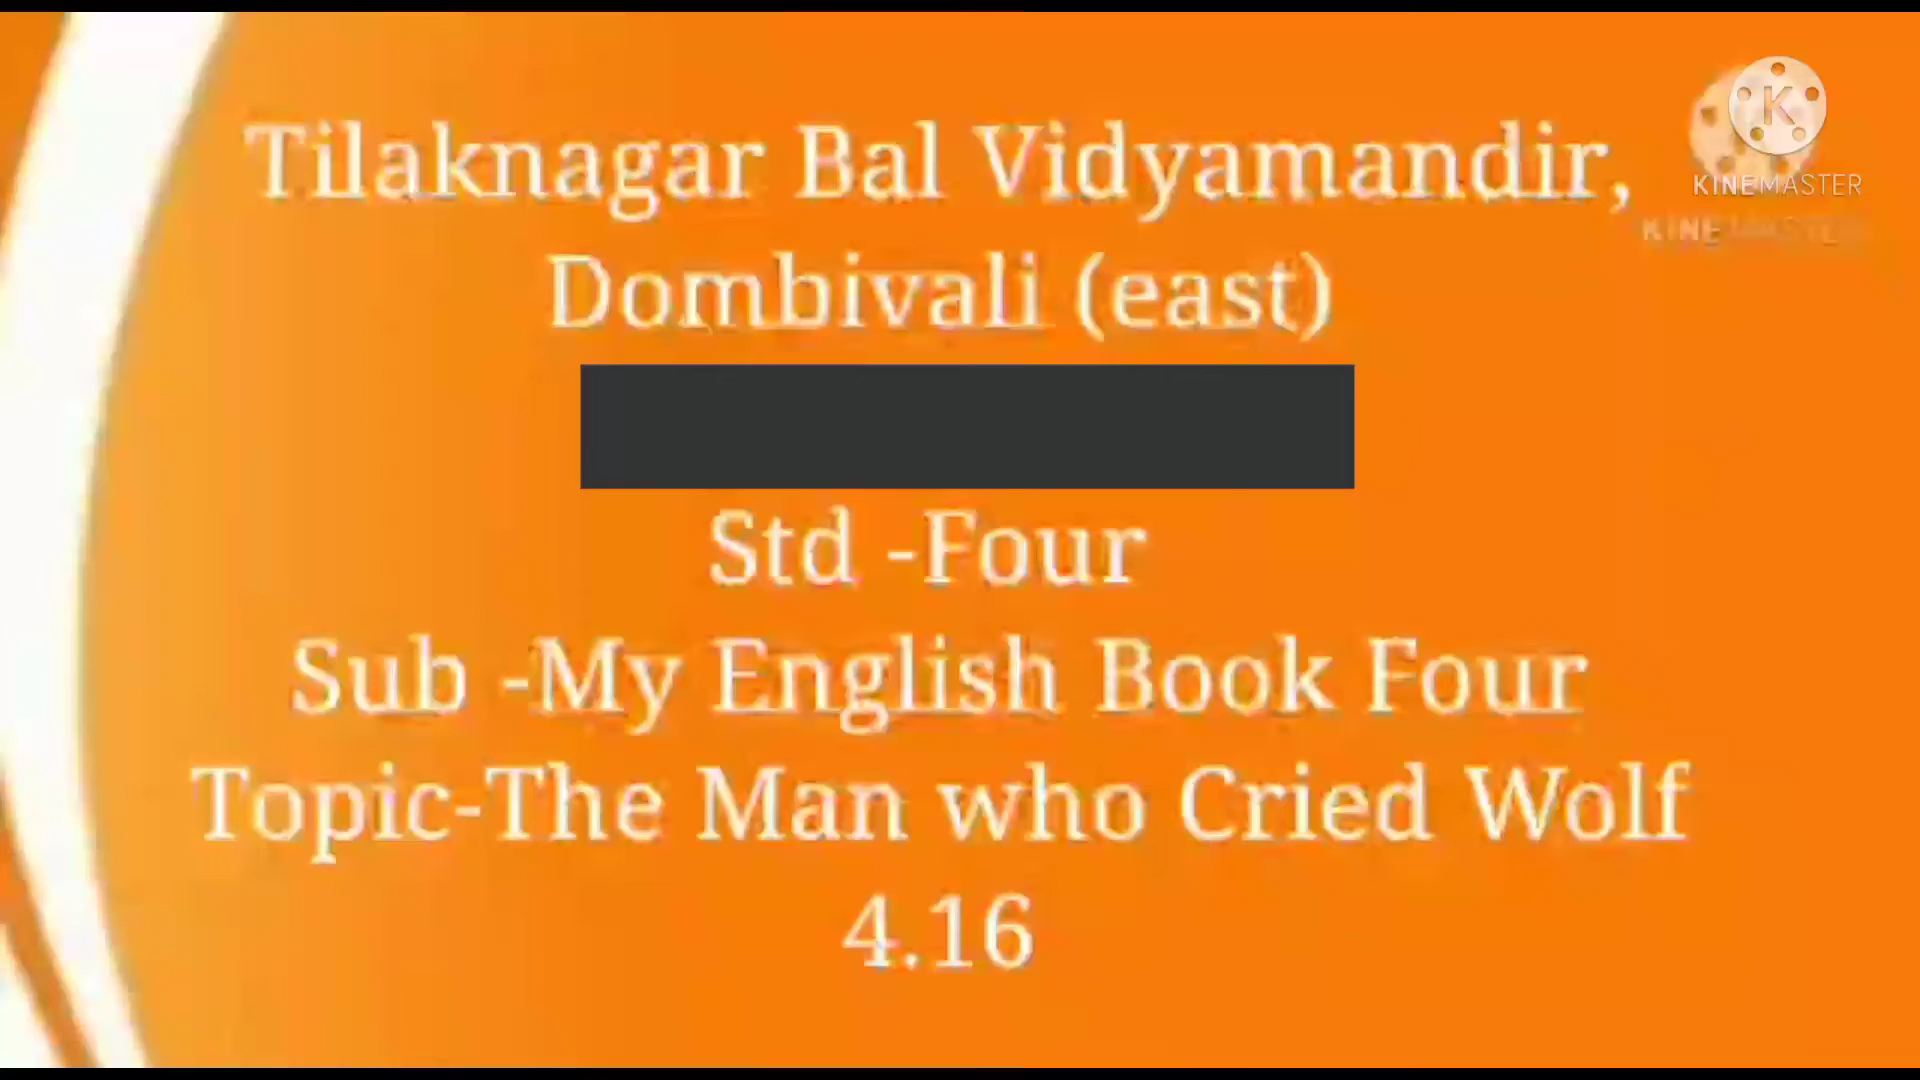 Tilaknagar Bal Vidyamandir,
Dombivali (east)
Std -Four
Sub -My English Book Four
Topic-The Man who Cried Wolf
4.16
K
KINEMASTER
KINEMASTER